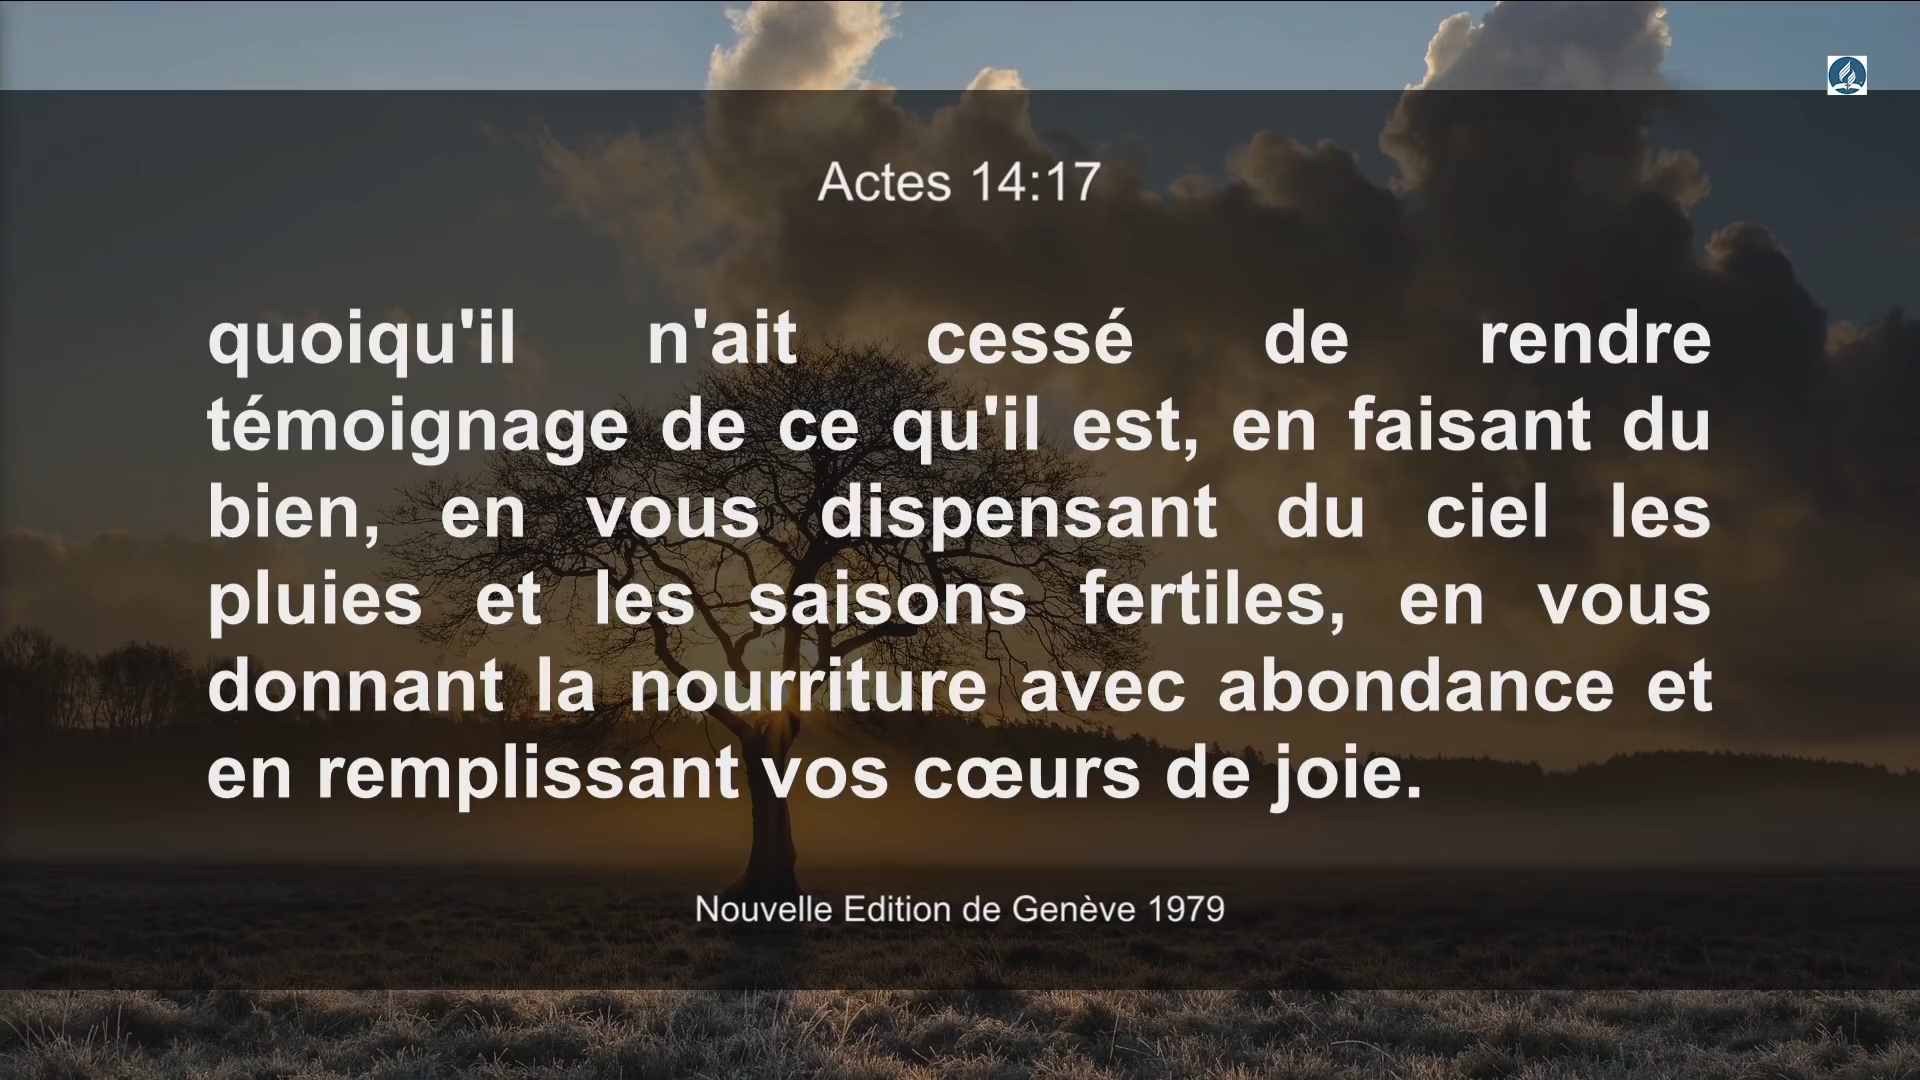 Actes 14:17
quoiqu'il n'ait cessé de rendre
témoignage de ce qu'il est, en faisant du
bien, en vous dispensant du ciel les
pluies et les saisons fertiles, en vous
donnant la nourriture avec abondance et
en remplissant vos cœurs de joie.
Nouvelle Edition de Genève 1979